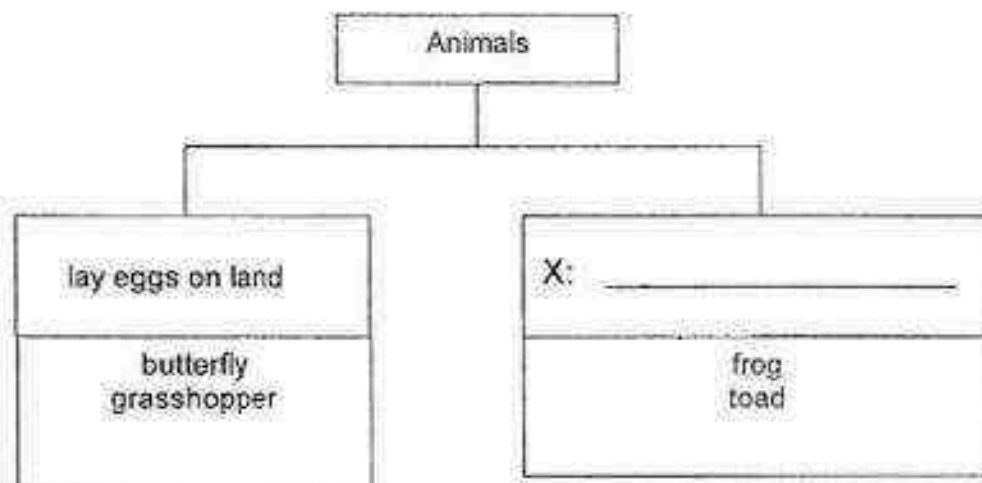 Animals
lay eggs on land
butterfly
grasshopper
X:
frog
toad